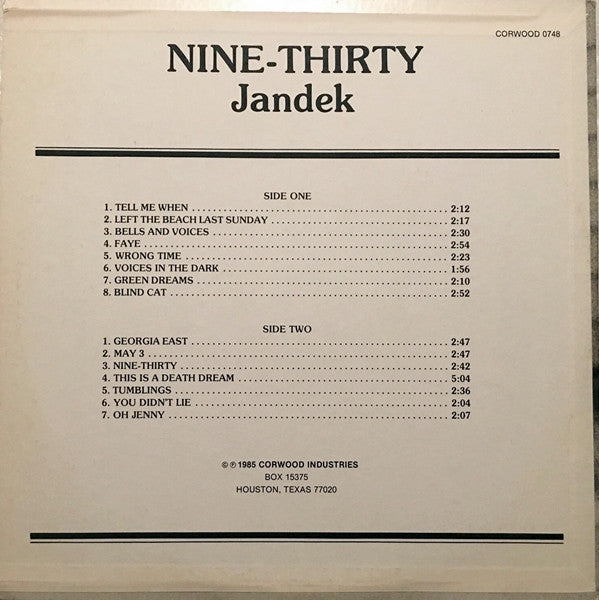 CORWOOD 0748
NINE-THIRTY
Jandek
SIDE ONE
1. TELL ME WHEN 2:12
2. LEFT THE BEACH LAST SUNDAY 2:17
3. BELLS AND VOICES 2:30
4. FAYE 2:54
5. WRONG TIME 2:23
6. VOICES IN THE DARK 1:56
7. GREEN DREAMS 2:10
8. BLIND CAT 2:52
SIDE TWO
1. GEORGIA EAST 2:47
2. MAY 3 2:47
3. NINE-THIRTY 2:42
4. THIS IS A DEATH DREAM 5:04
5. TUMBLINGS 2:36
6. YOU DIDN'T LIE 2:04
7. OH JENNY 2:07
© ℗ 1985 CORWOOD INDUSTRIES
BOX 15375
HOUSTON, TEXAS 77020